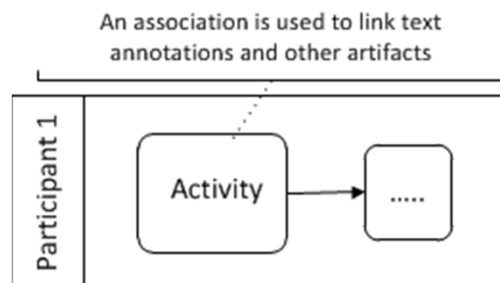 An association is used to link text
annotations and other artifacts
Participant 1
Activity
.....